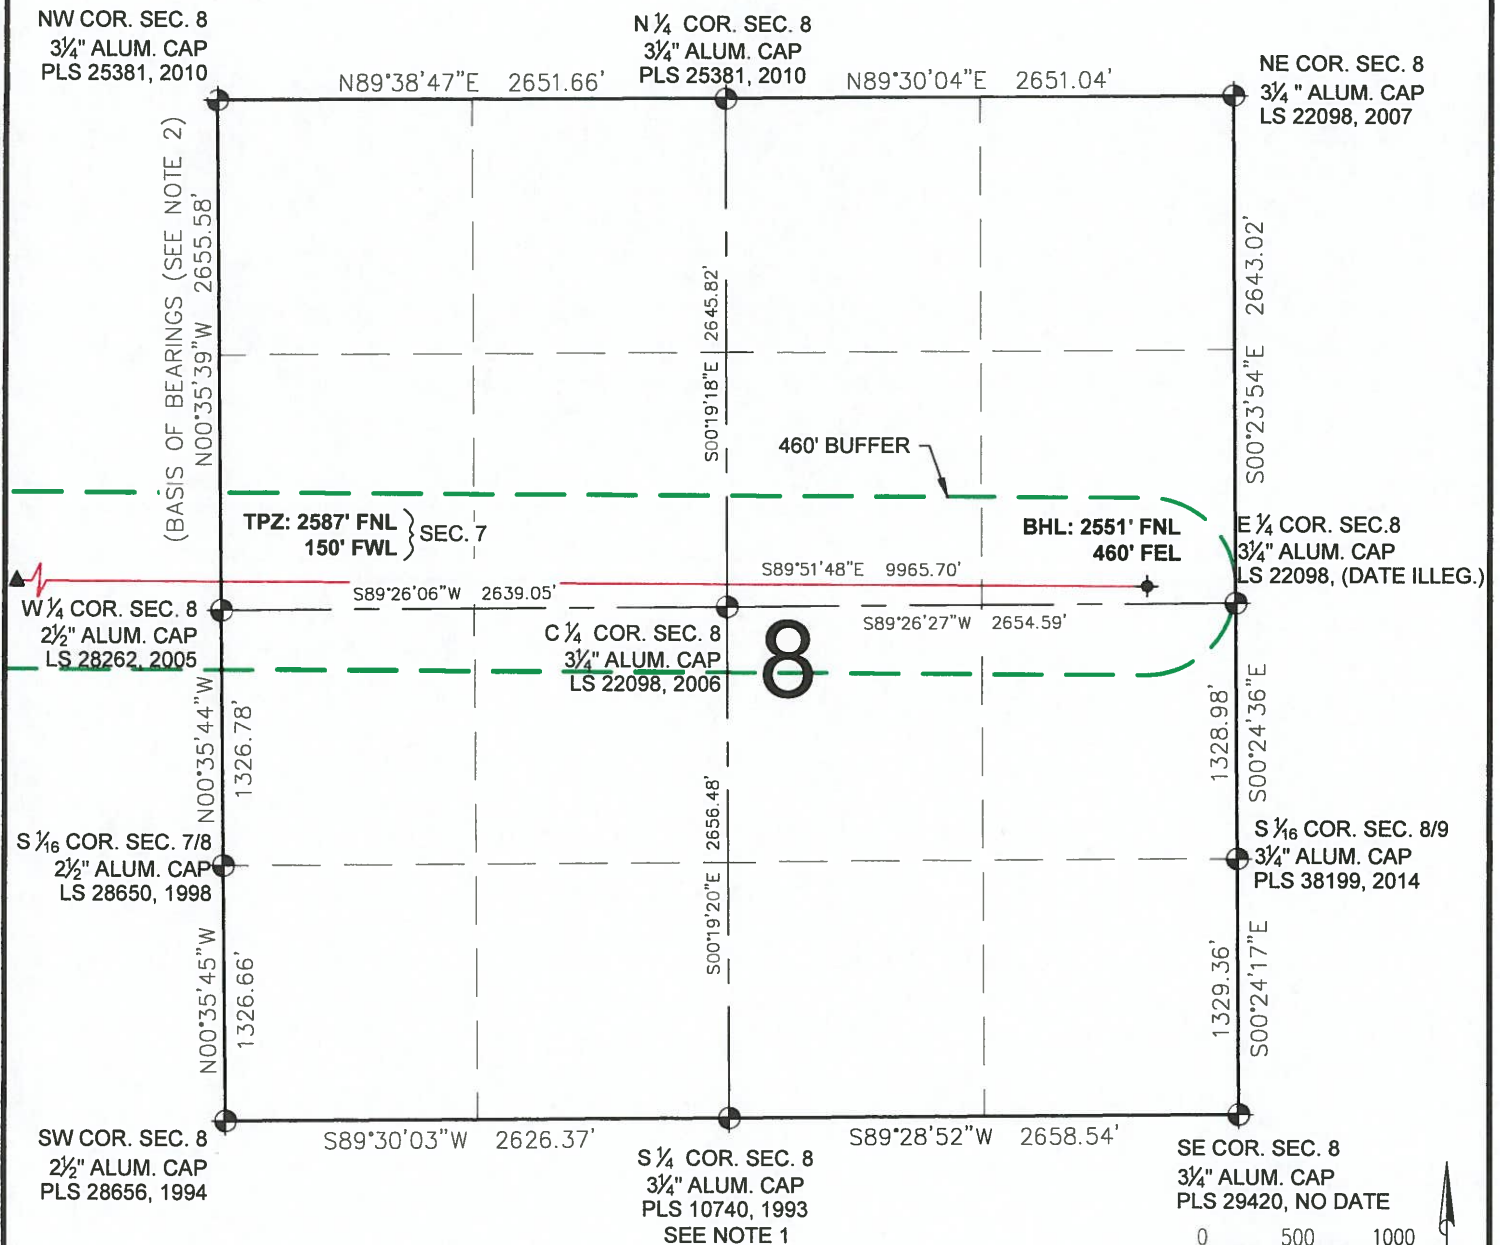 NW COR. SEC. 8
3¼" ALUM. CAP
PLS 25381, 2010
N ¼ COR. SEC. 8
3¼" ALUM. CAP
PLS 25381, 2010
NE COR. SEC. 8
3¼" ALUM. CAP
LS 22098, 2007
N89°38'47"E 2651.66'
N89°30'04"E 2651.04'
(BASIS OF BEARINGS (SEE NOTE 2)
N00°35'39"W 2655.58'
S00°19'18"E 2645.82'
S00°23'54"E 2643.02'
460' BUFFER
TPZ: 2587' FNL
150' FWL
SEC. 7
BHL: 2551' FNL
460' FEL
E ¼ COR. SEC.8
3¼" ALUM. CAP
LS 22098, (DATE ILLEG.)
S89°51'48"E 9965.70'
S89°26'06"W 2639.05'
S89°26'27"W 2654.59'
W ¼ COR. SEC. 8
2½" ALUM. CAP
LS 28262, 2005
C ¼ COR. SEC. 8
3¼" ALUM. CAP
LS 22098, 2006
8
N00°35'44"W
1326.78'
1328.98'
S00°24'36"E
S00°19'20"E 2656.48'
S 1⁄16 COR. SEC. 7/8
2½" ALUM. CAP
LS 28650, 1998
S 1⁄16 COR. SEC. 8/9
3¼" ALUM. CAP
PLS 38199, 2014
N00°35'45"W
1326.66'
1329.36'
S00°24'17"E
S89°30'03"W 2626.37'
S89°28'52"W 2658.54'
SW COR. SEC. 8
2½" ALUM. CAP
PLS 28656, 1994
S ¼ COR. SEC. 8
3¼" ALUM. CAP
PLS 10740, 1993
SEE NOTE 1
SE COR. SEC. 8
3¼" ALUM. CAP
PLS 29420, NO DATE
0 500 1000